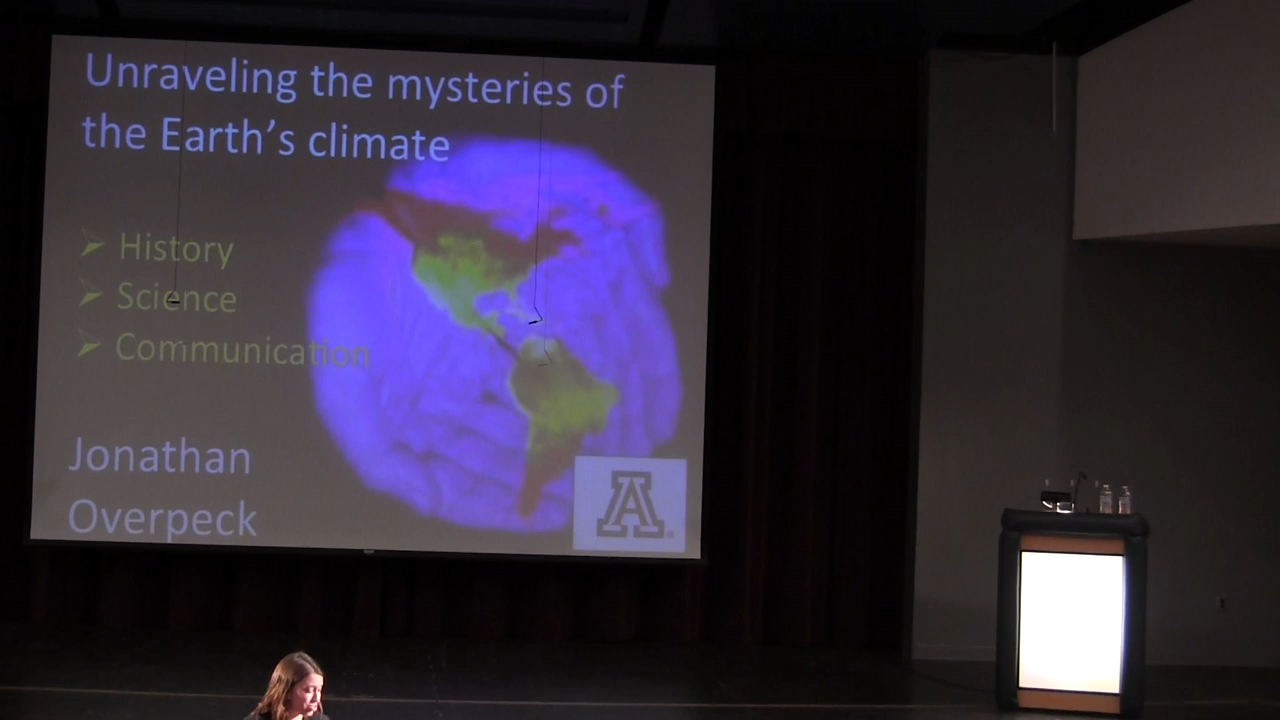 Unraveling the mysteries of
the Earth's climate
History
Science
Communication
Jonathan
Overpeck
A